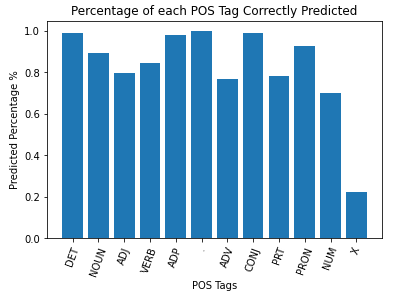 Percentage of each POS Tag Correctly Predicted
Predicted Percentage %
1.0
0.8
0.6
0.4
0.2
0.0
DET NOUN ADJ VERB ADP . ADV CONJ PRT PRON NUM X
POS Tags